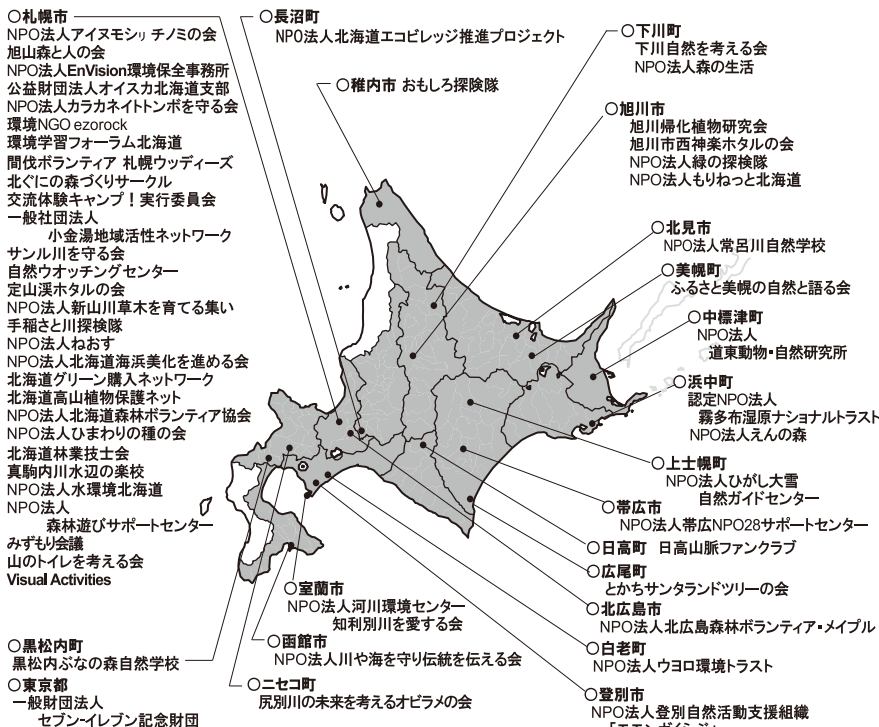 ○札幌市
NPO法人アイヌモシㇼ チノミの会
旭山森と人の会
NPO法人EnVision環境保全事務所
公益財団法人オイスカ北海道支部
NPO法人カラカネイトトンボを守る会
環境NGO ezorock
環境学習フォーラム北海道
間伐ボランティア 札幌ウッディーズ
北ぐにの森づくりサークル
交流体験キャンプ！実行委員会
一般社団法人
小金湯地域活性ネットワーク
サンル川を守る会
自然ウオッチングセンター
定山渓ホタルの会
NPO法人新山川草木を育てる集い
手稲さと川探検隊
NPO法人ねおす
NPO法人北海道海浜美化を進める会
北海道グリーン購入ネットワーク
北海道高山植物保護ネット
NPO法人北海道森林ボランティア協会
NPO法人ひまわりの種の会
北海道林業技士会
真駒内川水辺の楽校
NPO法人水環境北海道
NPO法人
森林遊びサポートセンター
みずもり会議
山のトイレを考える会
Visual Activities
○黒松内町
黒松内ぶなの森自然学校
○東京都
一般財団法人
セブン-イレブン記念財団
○長沼町
NPO法人北海道エコビレッジ推進プロジェクト
○稚内市 おもしろ探険隊
○下川町
下川自然を考える会
NPO法人森の生活
○旭川市
旭川帰化植物研究会
旭川市西神楽ホタルの会
NPO法人緑の探険隊
NPO法人もりねっと北海道
○北見市
NPO法人常呂川自然学校
○美幌町
ふるさと美幌の自然と語る会
○中標津町
NPO法人
道東動物・自然研究所
○浜中町
認定NPO法人
霧多布湿原ナショナルトラスト
NPO法人えんの森
○上士幌町
NPO法人ひがし大雪
自然ガイドセンター
○帯広市
NPO法人帯広NPO28サポートセンター
○日高町 日高山脈ファンクラブ
○広尾町
とかちサンタランドツリーの会
○北広島市
NPO法人北広島森林ボランティア・メイプル
○白老町
NPO法人ウヨロ環境トラスト
○登別市
NPO法人登別自然活動支援組織
○室蘭市
NPO法人河川環境センター
知利別川を愛する会
○函館市
NPO法人川や海を守り伝統を伝える会
○ニセコ町
尻別川の未来を考えるオビラメの会